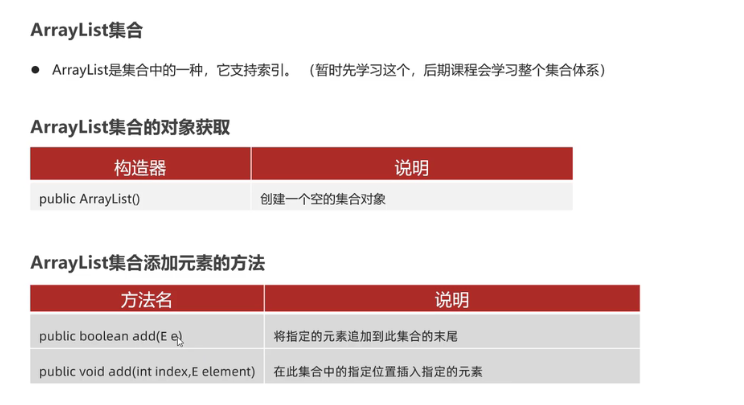 ArrayList集合
● ArrayList是集合中的一种，它支持索引。（暂时先学习这个，后期课程会学习整个集合体系）
ArrayList集合的对象获取
构造器 说明
public ArrayList() 创建一个空的集合对象
ArrayList集合添加元素的方法
方法名 说明
public boolean add(E e) 将指定的元素追加到此集合的末尾
public void add(int index,E element) 在此集合中的指定位置插入指定的元素